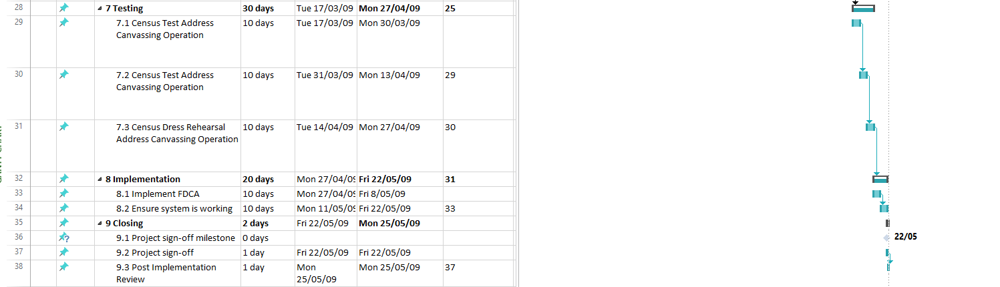 28 7 Testing 30 days Tue 17/03/09 Mon 27/04/09 25
29 7.1 Census Test Address 10 days Tue 17/03/09 Mon 30/03/09
Canvassing Operation
30 7.2 Census Test Address 10 days Tue 31/03/09 Mon 13/04/09 29
Canvassing Operation
31 7.3 Census Dress Rehearsal 10 days Tue 14/04/09 Mon 27/04/09 30
Address Canvassing Operation
32 8 Implementation 20 days Mon 27/04/09 Fri 22/05/09 31
33 8.1 Implement FDCA 10 days Mon 27/04/09 Fri 8/05/09
34 8.2 Ensure system is working 10 days Mon 11/05/09 Fri 22/05/09 33
35 9 Closing 2 days Fri 22/05/09 Mon 25/05/09
36 ? 9.1 Project sign-off milestone 0 days 22/05
37 9.2 Project sign-off 1 day Fri 22/05/09 Fri 22/05/09
38 9.3 Post Implementation 1 day Mon Mon 25/05/09 37
Review 25/05/09